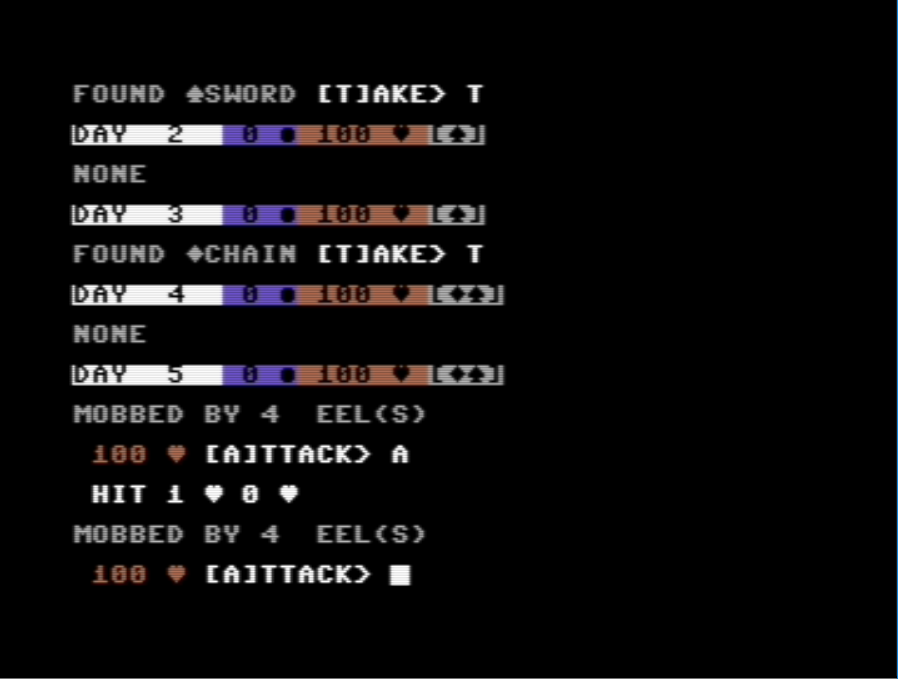 FOUND ♠SWORD [T]AKE> T
DAY 2 0 ● 100 ♥ [♠]
NONE
DAY 3 0 ● 100 ♥ [♠]
FOUND ♦CHAIN [T]AKE> T
DAY 4 0 ● 100 ♥ [♦♠]
NONE
DAY 5 0 ● 100 ♥ [♦♠]
MOBBED BY 4 EEL(S)
100 ♥ [A]TTACK> A
HIT 1 ♥ 0 ♥
MOBBED BY 4 EEL(S)
100 ♥ [A]TTACK>